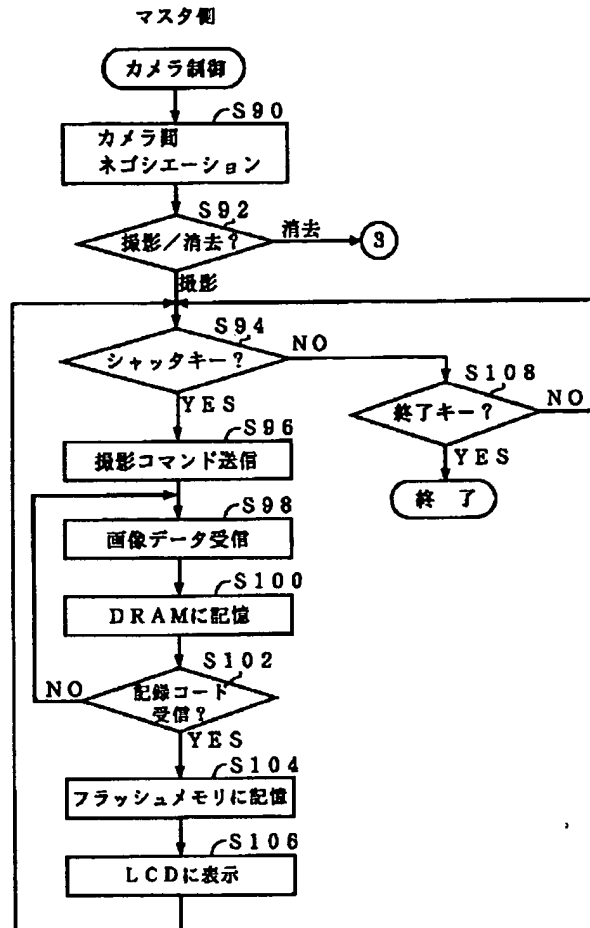 マスタ側
カメラ制御
S90
カメラ間
ネゴシエーション
S92
撮影/消去?
消去
3
撮影
S94
シャッタキー?
NO
S108
終了キー?
NO
YES
YES
終 了
S96
撮影コマンド送信
S98
画像データ受信
S100
DRAMに記憶
S102
NO
記録コード
受信?
YES
S104
フラッシュメモリに記憶
S106
LCDに表示